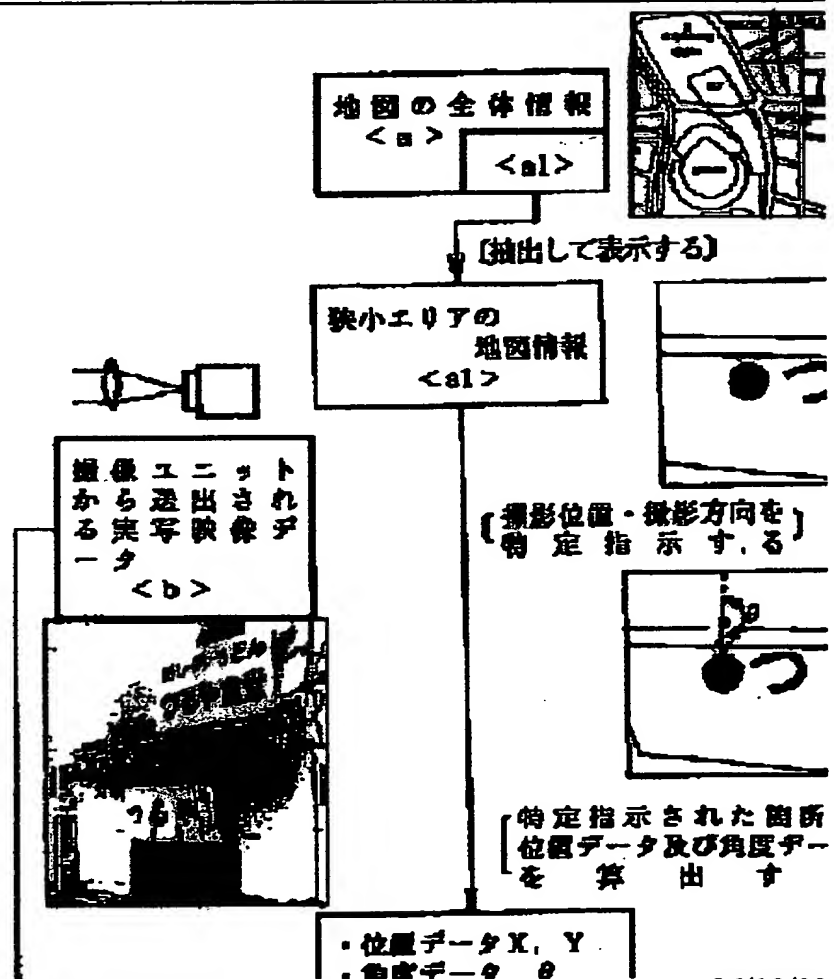 地図の全体情報
<a>
<a1>
[抽出して表示する]
狭小エリアの
地図情報
<a1>
撮像ユニット
から送出され
る実写映像デ
ータ
<b>
[撮影位置・撮影方向を
特定指示する]
θ
つ
[特定指示された箇所
位置データ及び角度デー
を算出す
・位置データX, Y
・角度データ θ